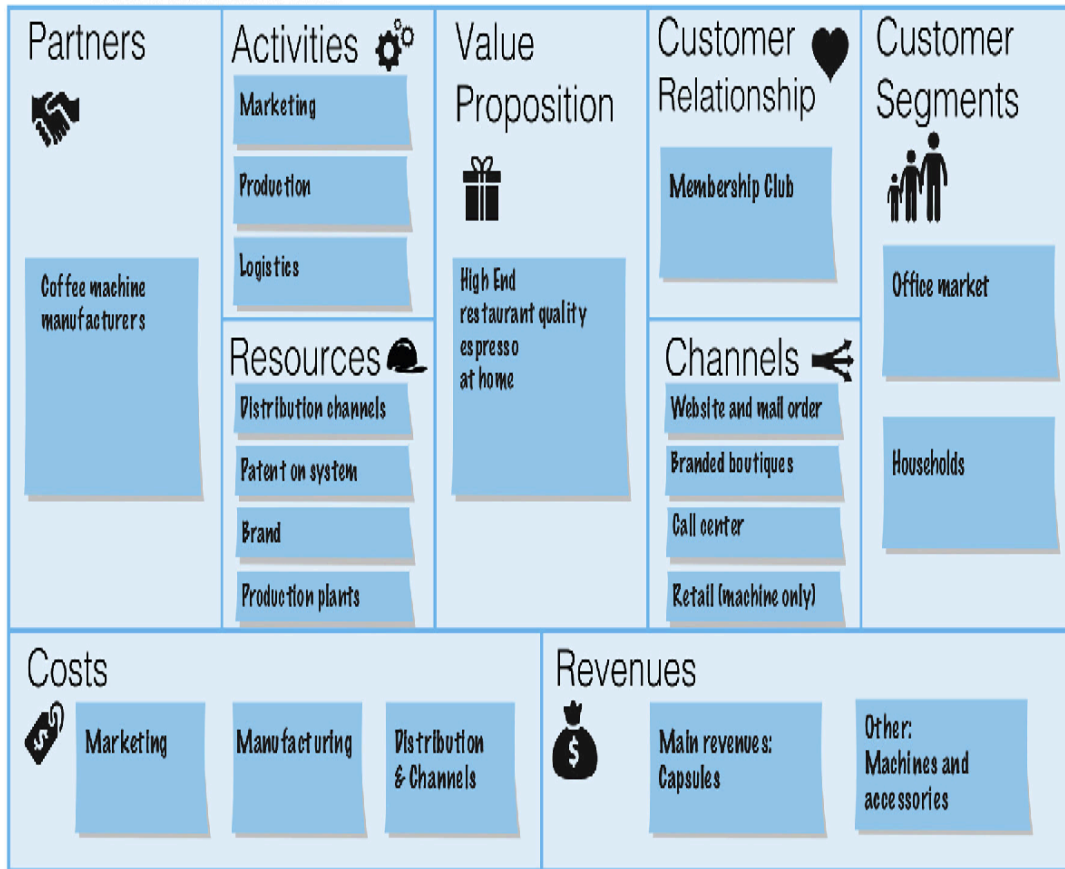 Partners
Coffee machine
manufacturers
Activities
Marketing
Production
Logistics
Resources
Distribution channels
Patent on system
Brand
Production plants
Value
Proposition
High End
restaurant quality
espresso
at home
Customer
Relationship
Membership Club
Channels
Website and mail order
Branded boutiques
Call center
Retail (machine only)
Customer
Segments
Office market
Households
Costs
$
Marketing
Manufacturing
Distribution
& Channels
Revenues
$
Main revenues:
Capsules
Other:
Machines and
accessories